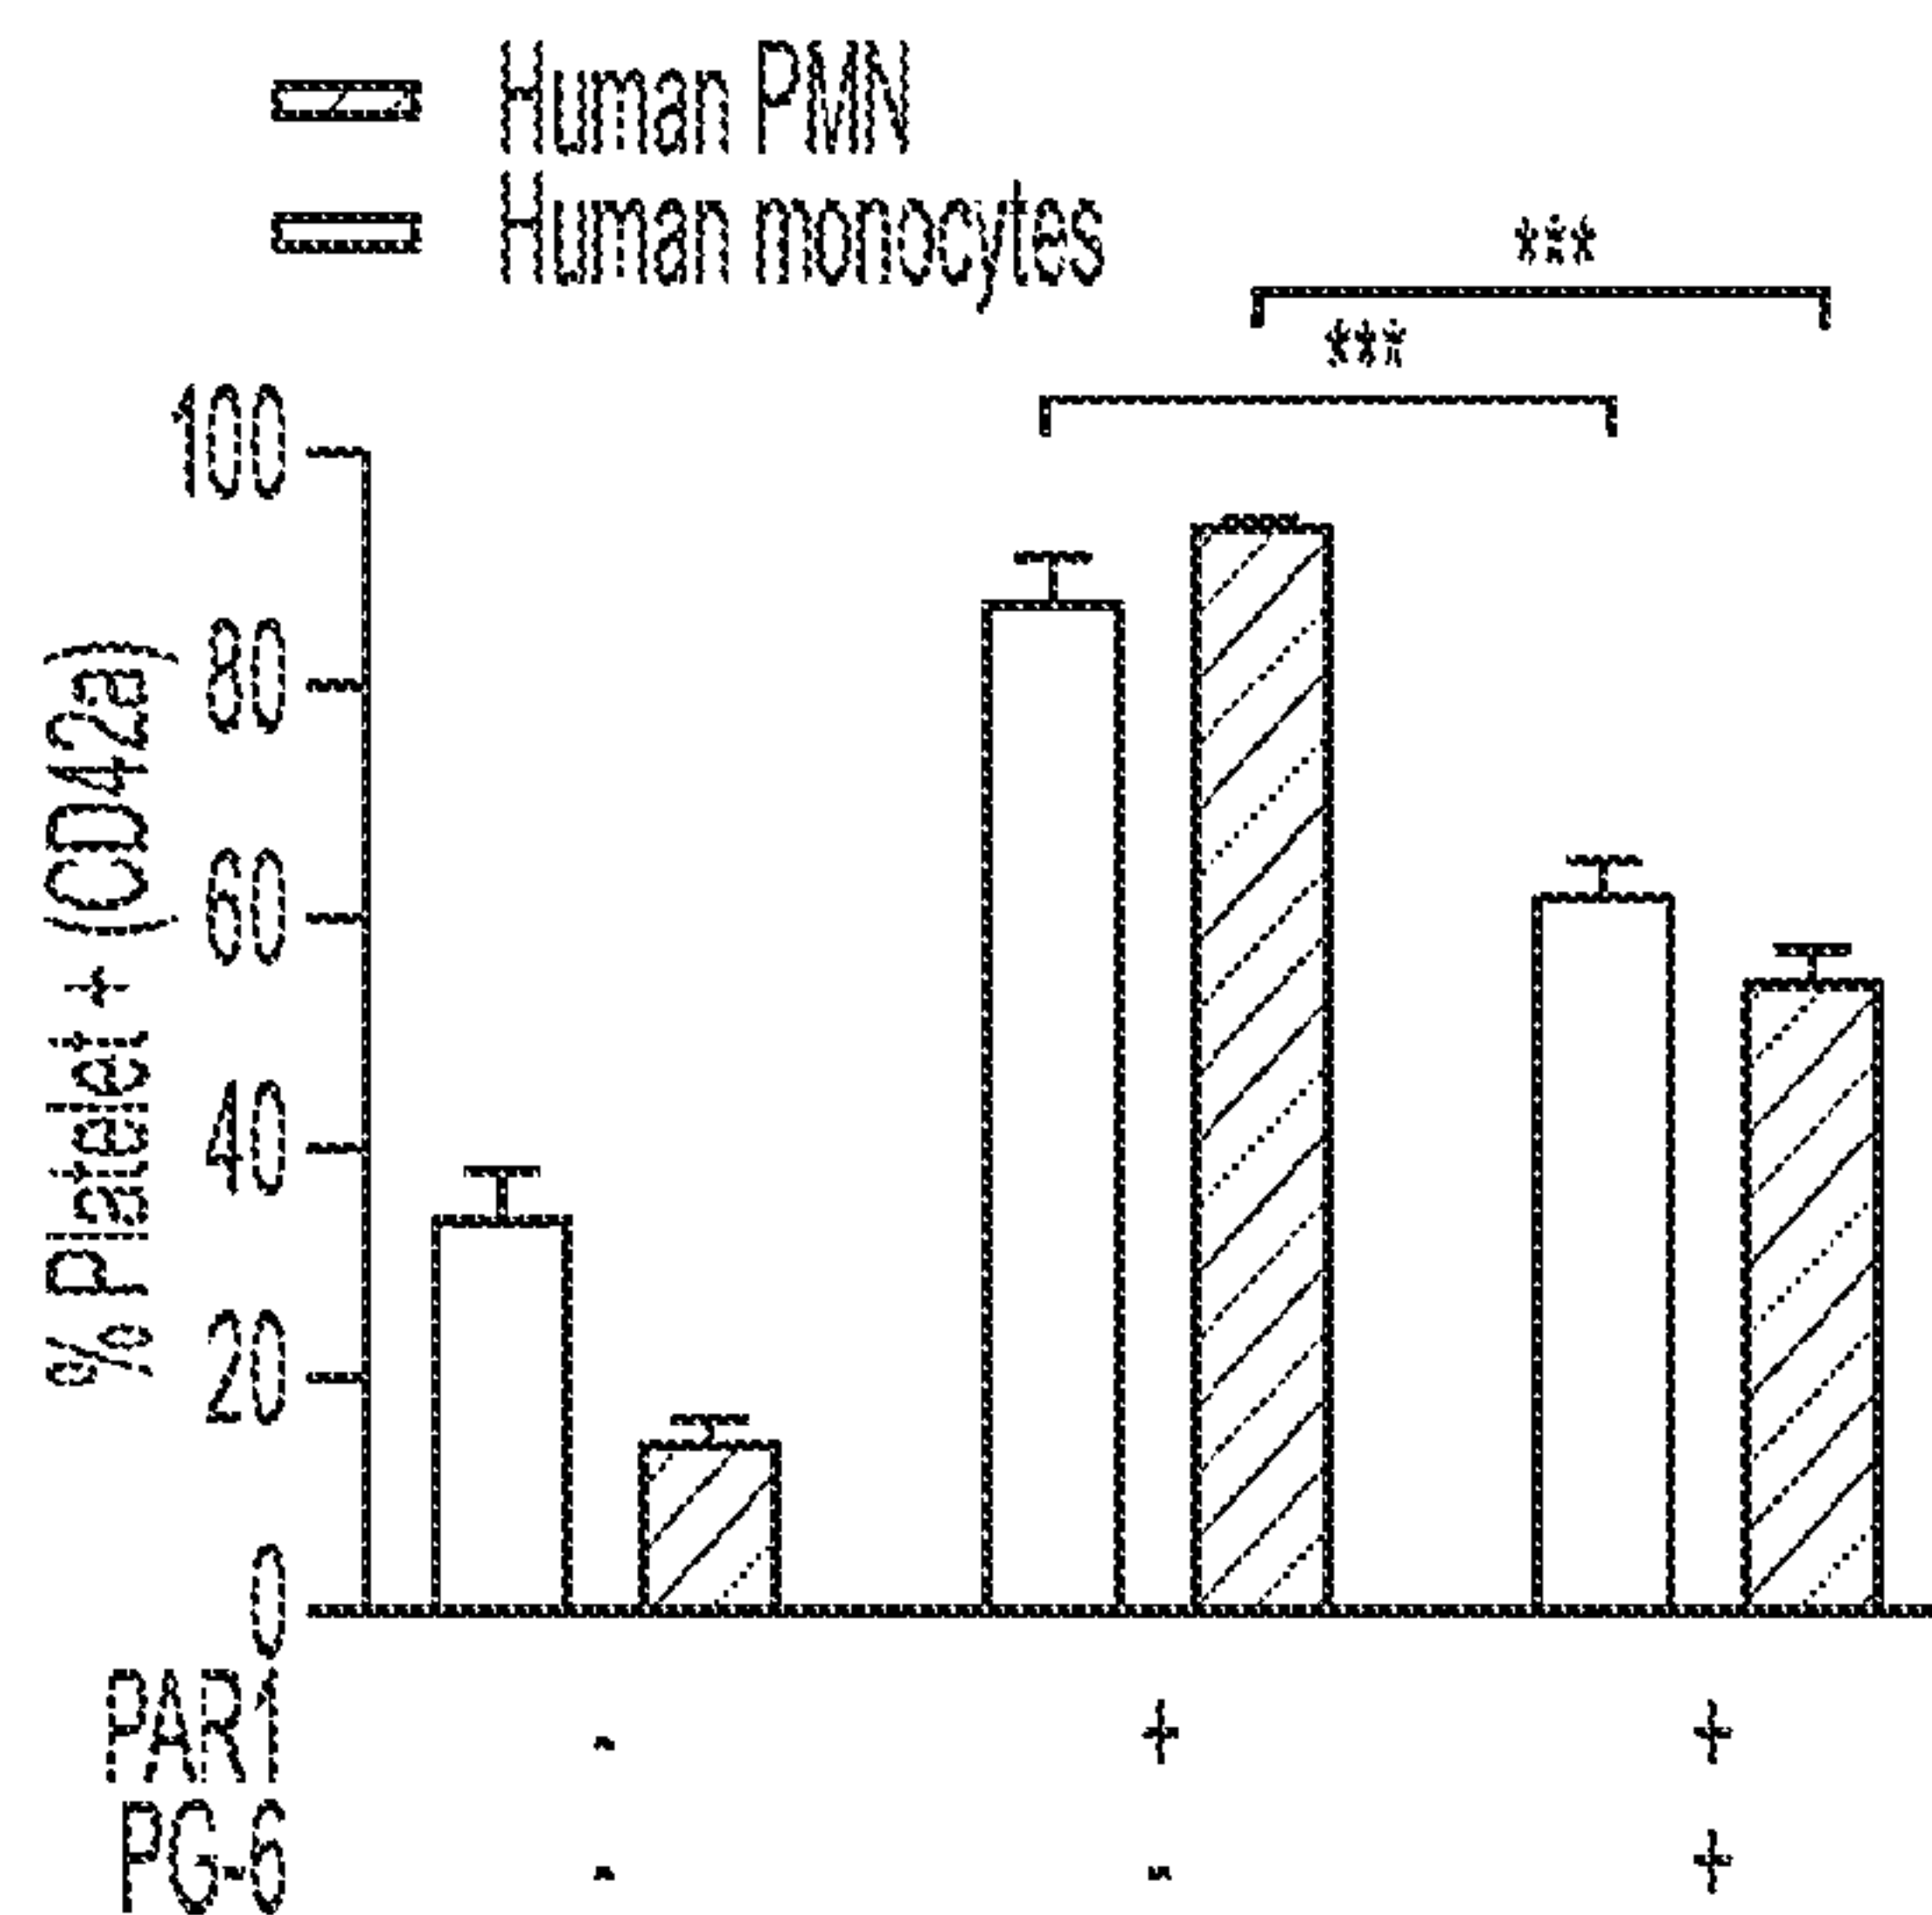 Human PMN
Human monocytes
***
***
% Platelet + (CD42a)
100
80
60
40
20
0
PAR1 - + +
PG-6 - - +